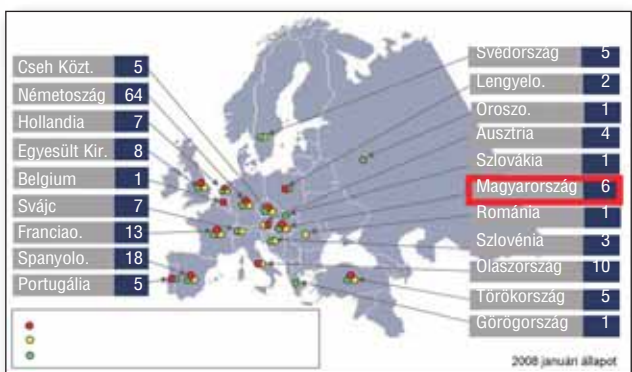 Cseh Közt. 5
Németoszág 64
Hollandia 7
Egyesült Kir. 8
Belgium 1
Svájc 7
Franciao. 13
Spanyolo. 18
Portugália 5
Svédország 5
Lengyelo. 2
Oroszo. 1
Ausztria 4
Szlovákia 1
Magyarország 6
Románia 1
Szlovénia 3
Olaszország 10
Törökország 5
Görögország 1
2008 januári állapot